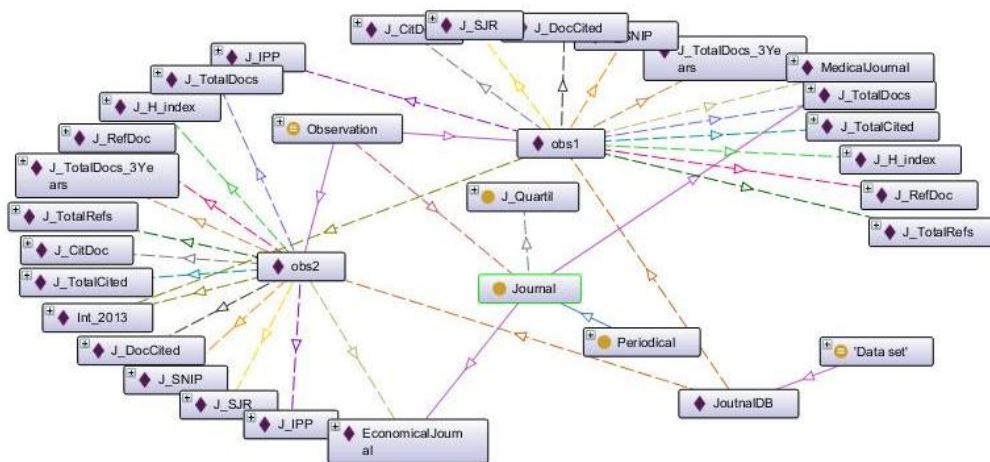 J_CitDo
J_SJR
J_DocCited
SNIP
J_TotalDocs_3Ye
ars
MedicalJournal
J_IPP
J_TotalDocs
J_TotalDocs
J_H_index
Observation
obs1
J_TotalCited
J_RefDoc
J_H_index
J_TotalDocs_3Ye
ars
J_Quartil
J_RefDoc
J_TotalRefs
J_TotalRefs
J_CitDoc
obs2
J_TotalCited
Journal
Int_2013
Periodical
J_DocCited
'Data set'
J_SNIP
J_SJR
JoutnalDB
J_IPP
EconomicalJourn
al